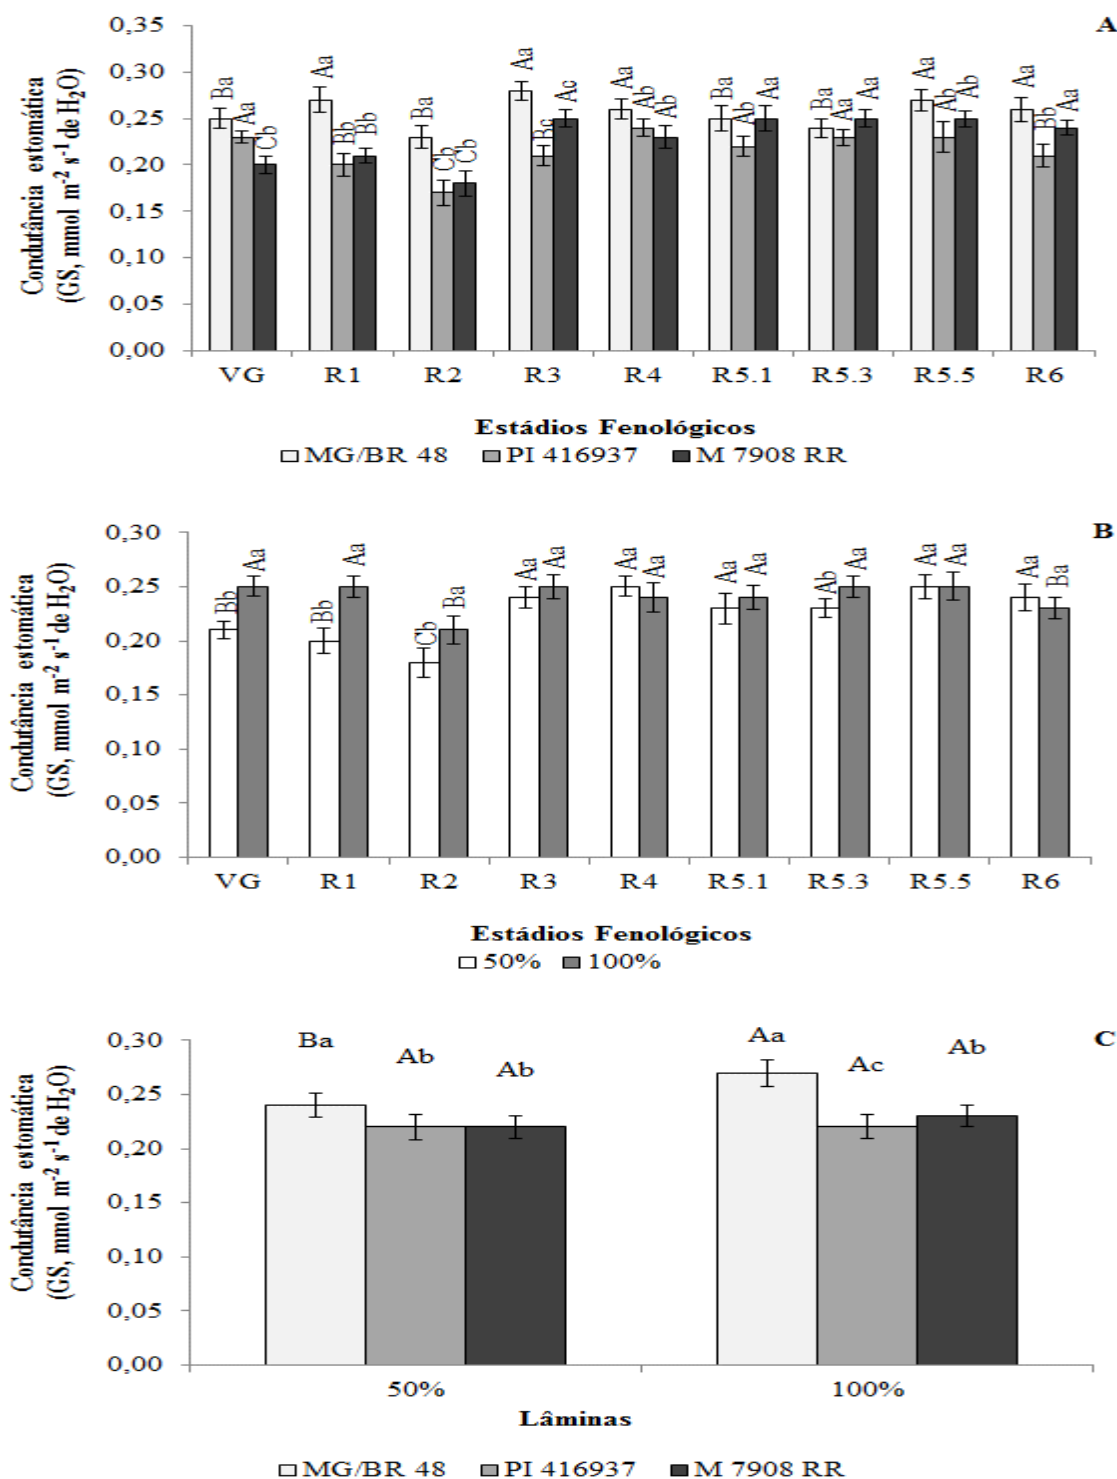 A
Condutância estomática
(GS, mmol m⁻² s⁻¹ de H₂O)
0,35
0,30
0,25
0,20
0,15
0,10
0,05
0,00
Ba Aa Cb Aa Bb Bb Ba Cb Cb Aa Bc Ac Aa Ab Ab Ba Ab Aa Ba Aa Aa Aa Ab Ab Aa Bb Aa
VG R1 R2 R3 R4 R5.1 R5.3 R5.5 R6
Estádios Fenológicos
MG/BR 48 PI 416937 M 7908 RR
B
Condutância estomática
(GS, mmol m⁻² s⁻¹ de H₂O)
0,30
0,25
0,20
0,15
0,10
0,05
0,00
Bb Aa Bb Aa Cb Ba Aa Aa Aa Aa Aa Aa Ab Aa Aa Aa Aa Ba
VG R1 R2 R3 R4 R5.1 R5.3 R5.5 R6
Estádios Fenológicos
50% 100%
C
Condutância estomática
(GS, mmol m⁻² s⁻¹ de H₂O)
0,30
0,25
0,20
0,15
0,10
0,05
0,00
Ba Ab Ab Aa Ac Ab
50% 100%
Lâminas
MG/BR 48 PI 416937 M 7908 RR